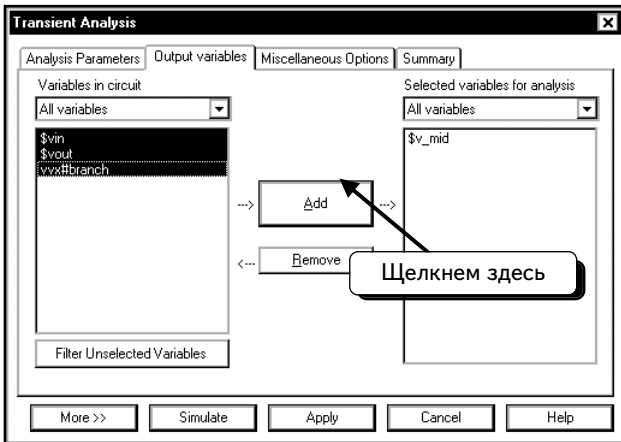 Transient Analysis
Analysis Parameters
Output variables
Miscellaneous Options
Summary
Variables in circuit
All variables
$vin
$vout
vvx#branch
Filter Unselected Variables
--->
Add
--->
<---
Remove
Щелкнем здесь
Selected variables for analysis
All variables
$v_mid
More >>
Simulate
Apply
Cancel
Help